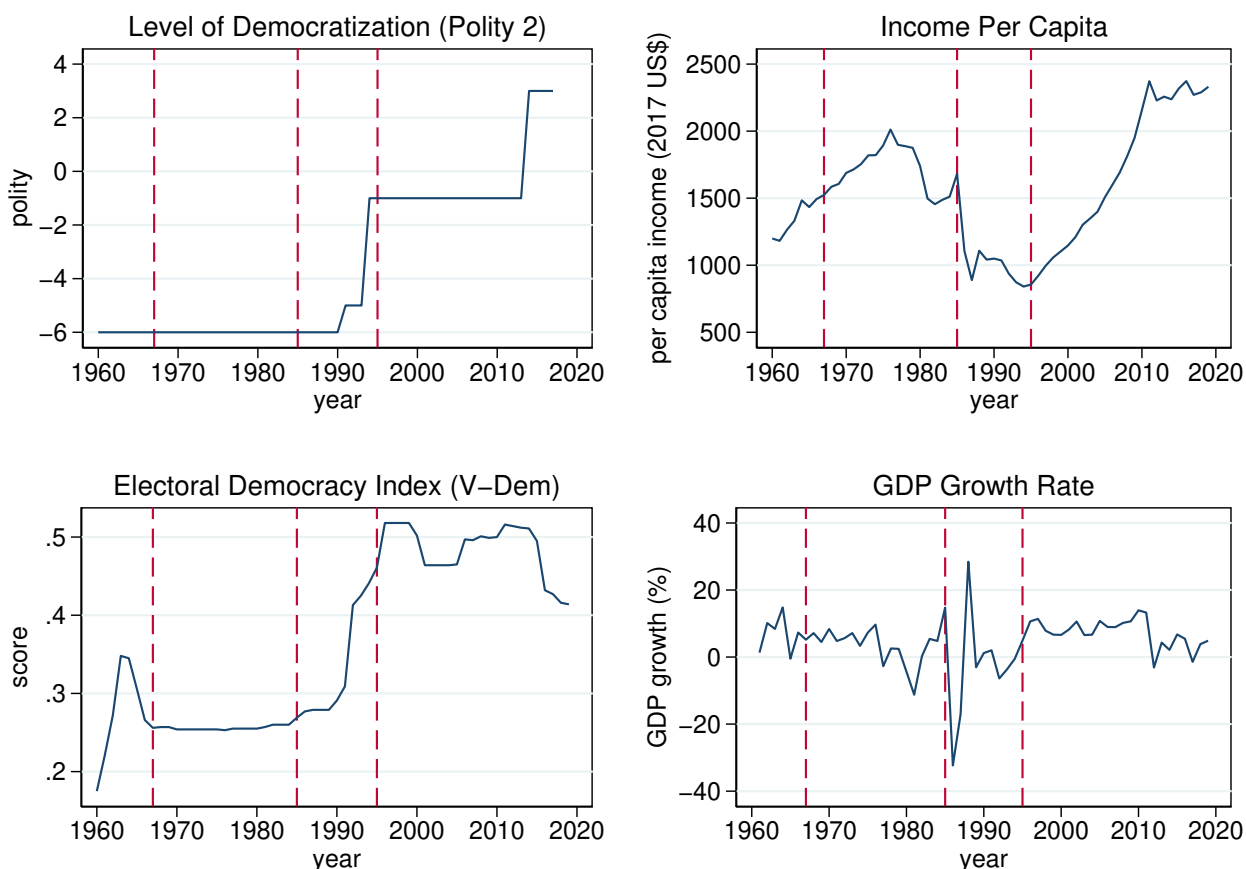 Level of Democratization (Polity 2)
4
2
0
−2
−4
−6
polity
1960 1970 1980 1990 2000 2010 2020
year
Income Per Capita
2500
2000
1500
1000
500
per capita income (2017 US$)
1960 1970 1980 1990 2000 2010 2020
year
Electoral Democracy Index (V−Dem)
.5
.4
.3
.2
score
1960 1970 1980 1990 2000 2010 2020
year
GDP Growth Rate
40
20
0
−20
−40
GDP growth (%)
1960 1970 1980 1990 2000 2010 2020
year